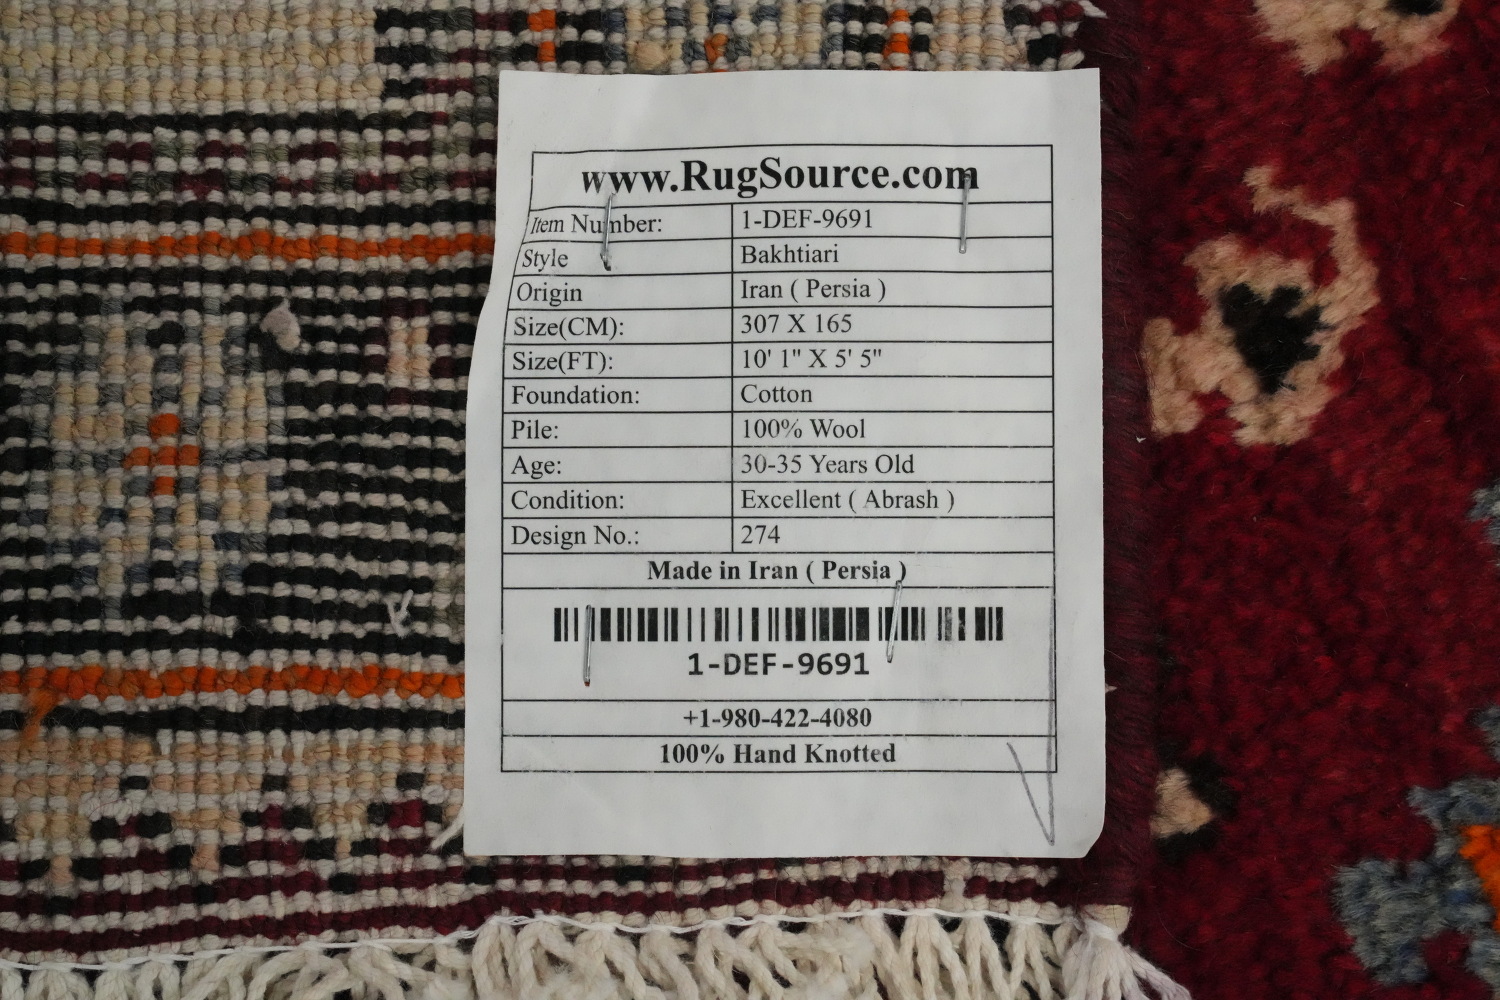 www.RugSource.com
Item Number: 1-DEF-9691
Style Bakhtiari
Origin Iran ( Persia )
Size(CM): 307 X 165
Size(FT): 10' 1" X 5' 5"
Foundation: Cotton
Pile: 100% Wool
Age: 30-35 Years Old
Condition: Excellent ( Abrash )
Design No.: 274
Made in Iran ( Persia )
1-DEF-9691
+1-980-422-4080
100% Hand Knotted